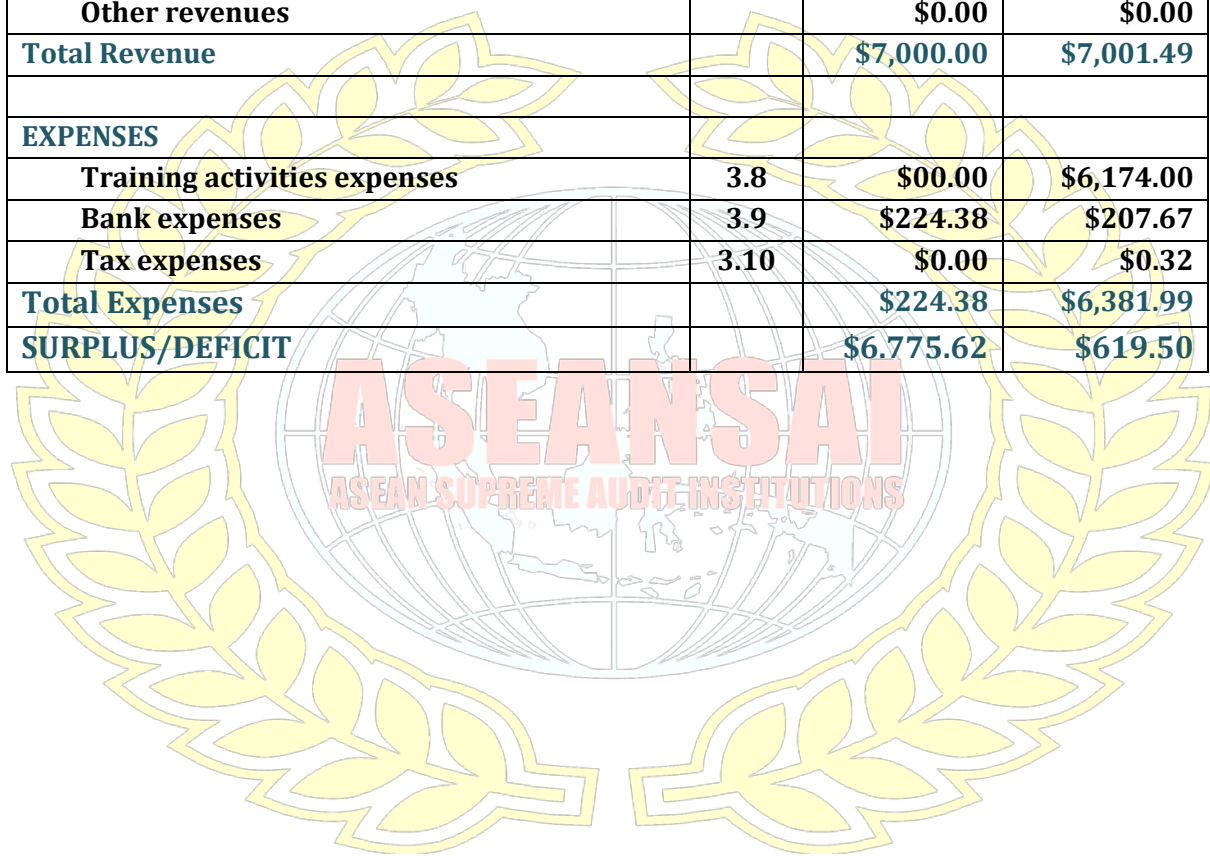 Other revenues $0.00 $0.00
Total Revenue $7,000.00 $7,001.49
EXPENSES
Training activities expenses 3.8 $00.00 $6,174.00
Bank expenses 3.9 $224.38 $207.67
Tax expenses 3.10 $0.00 $0.32
Total Expenses $224.38 $6,381.99
SURPLUS/DEFICIT $6.775.62 $619.50
ASEANSAI
ASEAN SUPREME AUDIT INSTITUTIONS